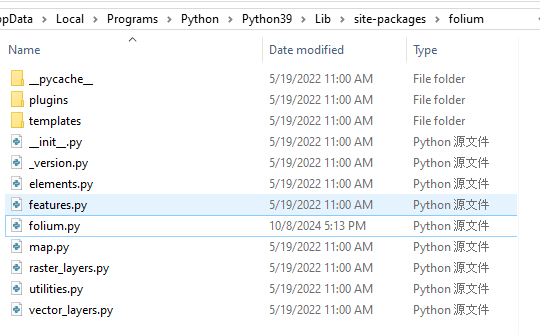 ppData > Local > Programs > Python > Python39 > Lib > site-packages > folium
Name Date modified Type
__pycache__ 5/19/2022 11:00 AM File folder
plugins 5/19/2022 11:00 AM File folder
templates 5/19/2022 11:00 AM File folder
__init__.py 5/19/2022 11:00 AM Python 源文件
_version.py 5/19/2022 11:00 AM Python 源文件
elements.py 5/19/2022 11:00 AM Python 源文件
features.py 5/19/2022 11:00 AM Python 源文件
folium.py 10/8/2024 5:13 PM Python 源文件
map.py 5/19/2022 11:00 AM Python 源文件
raster_layers.py 5/19/2022 11:00 AM Python 源文件
utilities.py 5/19/2022 11:00 AM Python 源文件
vector_layers.py 5/19/2022 11:00 AM Python 源文件